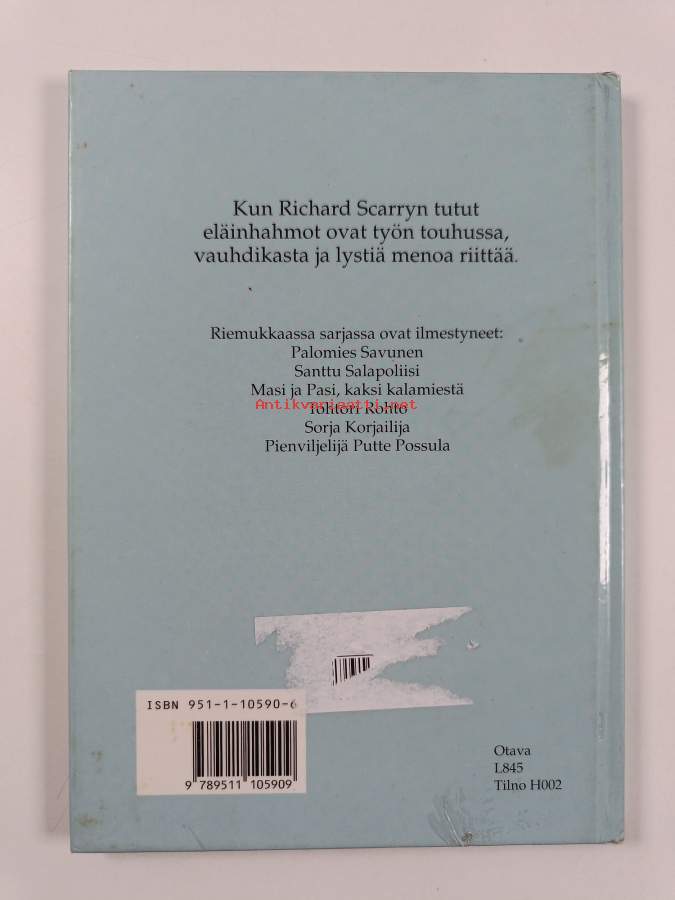 Kun Richard Scarryn tutut
eläinhahmot ovat työn touhussa,
vauhdikasta ja lystiä menoa riittää.
Riemukkaassa sarjassa ovat ilmestyneet:
Palomies Savunen
Santtu Salapoliisi
Masi ja Pasi, kaksi kalamiestä
Antikvariaatti.net
Tohtori Rohto
Sorja Korjailija
Pienviljelijä Putte Possula
ISBN 951-1-10590-6
9 789511 105909
Otava
L845
Tilno H002